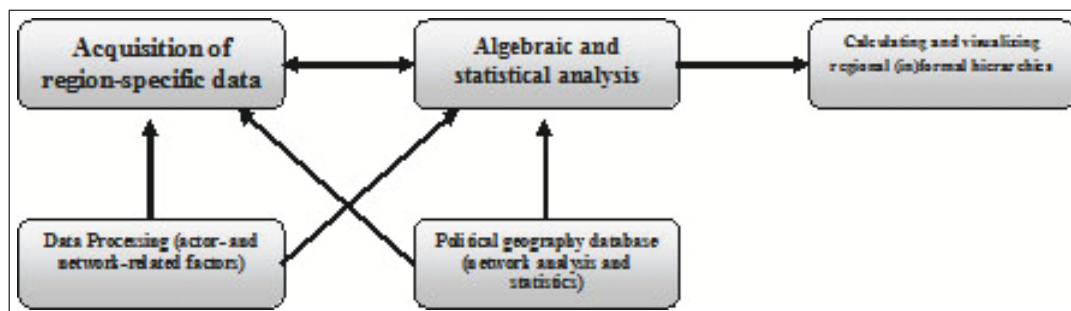 Acquisition of
region-specific data
Algebraic and
statistical analysis
Calculating and visualizing
regional (in)formal hierarchies
Data Processing (actor- and
network-related factors)
Political geography database
(network analysis and
statistics)